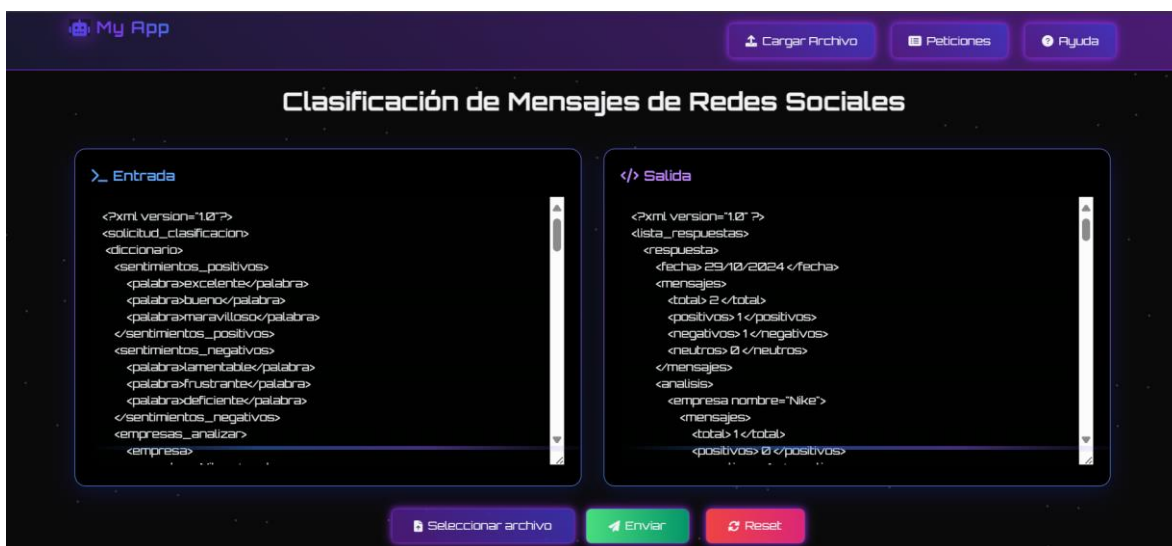 My App
Cargar Archivo
Peticiones
Ayuda
Clasificación de Mensajes de Redes Sociales
>_ Entrada
<?xml version="1.0"?>
<solicitud_clasificacion>
<diccionario>
<sentimientos_positivos>
<palabra>excelente</palabra>
<palabra>bueno</palabra>
<palabra>maravilloso</palabra>
</sentimientos_positivos>
<sentimientos_negativos>
<palabra>lamentable</palabra>
<palabra>frustrante</palabra>
<palabra>deficiente</palabra>
</sentimientos_negativos>
<empresas_analizar>
<empresa>
</> Salida
<?xml version="1.0" ?>
<lista_respuestas>
<respuesta>
<fecha> 29/10/2024 </fecha>
<mensajes>
<total> 2 </total>
<positivos> 1 </positivos>
<negativos> 1 </negativos>
<neutros> 0 </neutros>
</mensajes>
<analisis>
<empresa nombre="Nike">
<mensajes>
<total> 1 </total>
<positivos> 0 </positivos>
Seleccionar archivo
Enviar
Reset